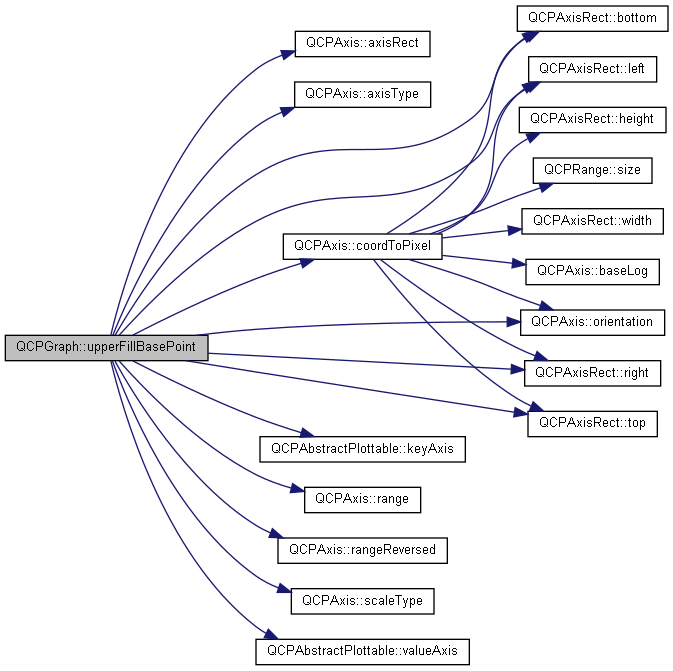 QCPAxisRect::bottom
QCPAxis::axisRect
QCPAxisRect::left
QCPAxis::axisType
QCPAxisRect::height
QCPRange::size
QCPAxisRect::width
QCPAxis::coordToPixel
QCPAxis::baseLog
QCPAxis::orientation
QCPGraph::upperFillBasePoint
QCPAxisRect::right
QCPAxisRect::top
QCPAbstractPlottable::keyAxis
QCPAxis::range
QCPAxis::rangeReversed
QCPAxis::scaleType
QCPAbstractPlottable::valueAxis